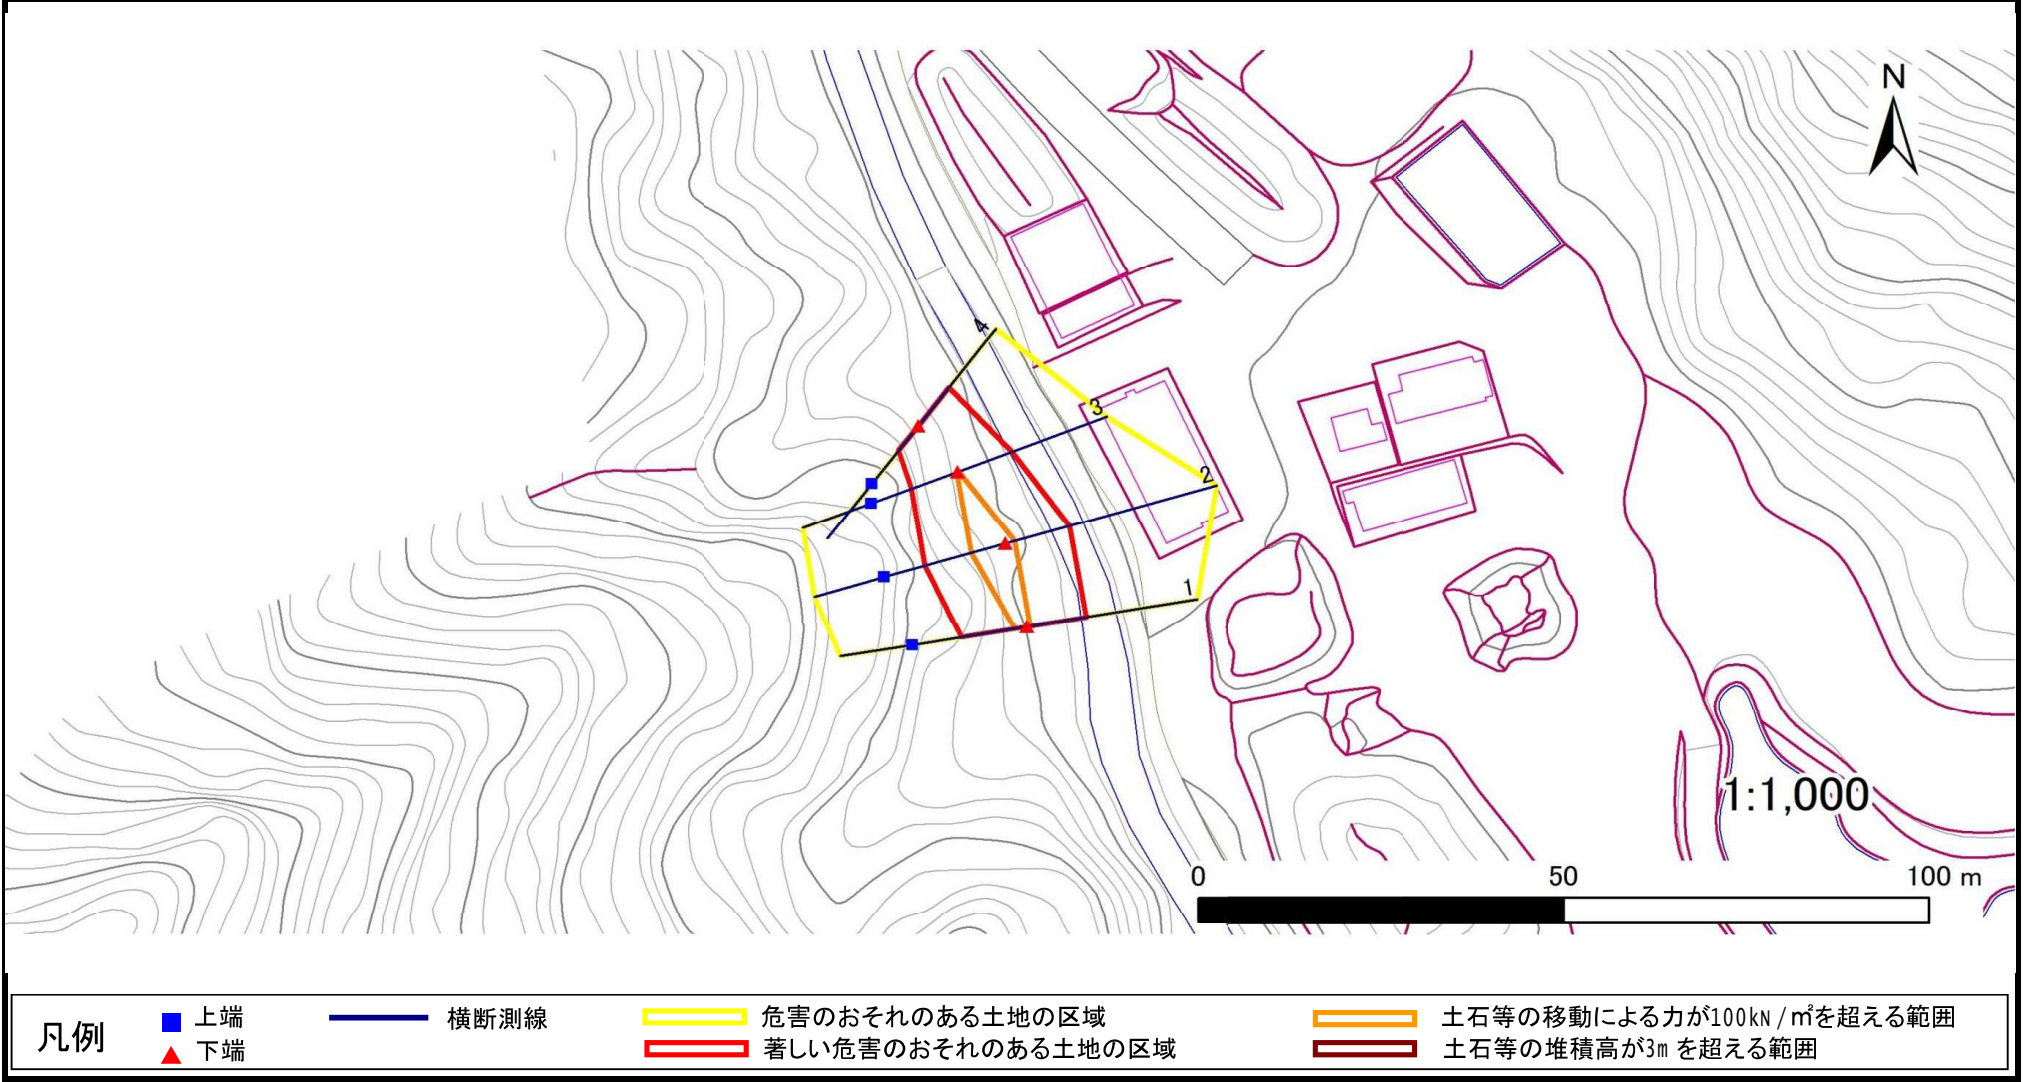 N
4
3
2
1
1:1,000
0 50 100 m
凡例
上端
下端
横断測線
危害のおそれのある土地の区域
著しい危害のおそれのある土地の区域
土石等の移動による力が100kN/㎡を超える範囲
土石等の堆積高が3mを超える範囲